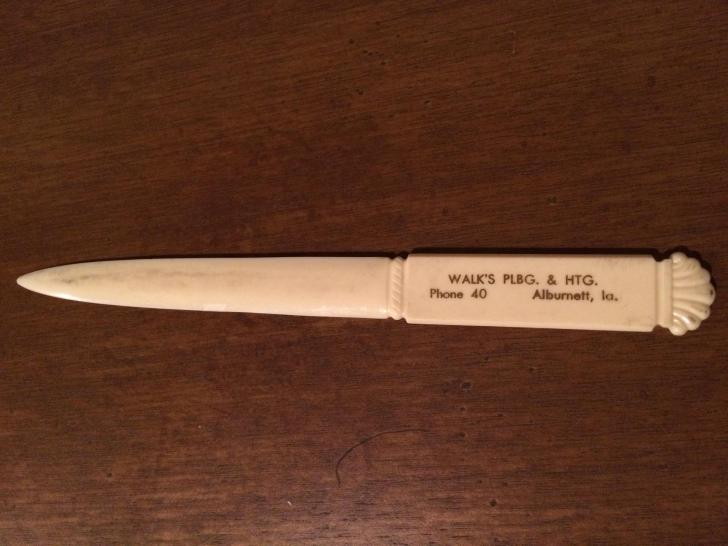 WALK'S PLBG. & HTG.
Phone 40 Alburnett, Ia.